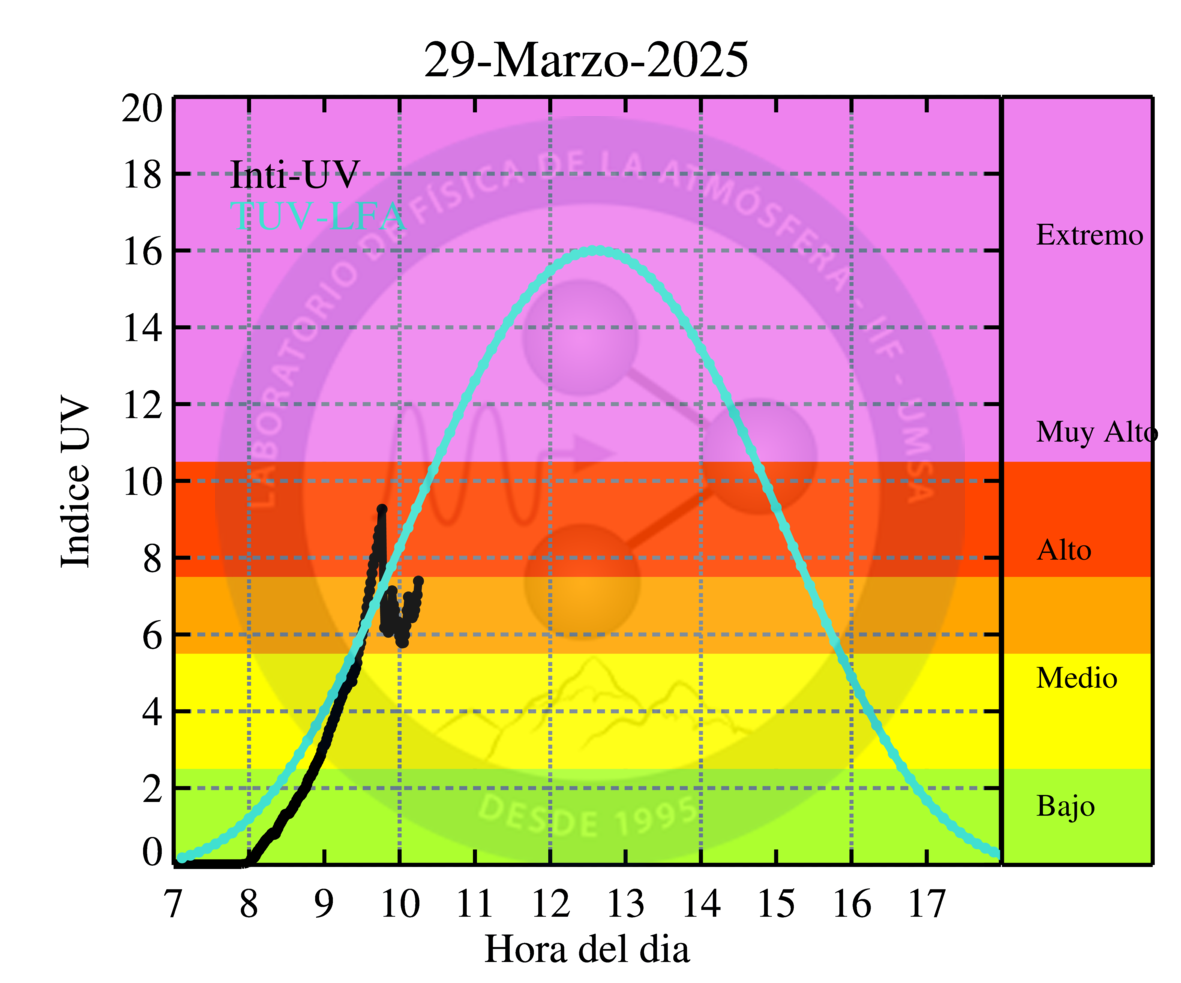 29-Marzo-2025
Inti-UV
TUV-LFA
LABORATORIO DE FÍSICA DE LA ATMÓSFERA - IIF - UMSA
DESDE 1995
Indice UV
20
18
16
14
12
10
8
6
4
2
0
Extremo
Muy Alto
Alto
Medio
Bajo
7 8 9 10 11 12 13 14 15 16 17
Hora del dia